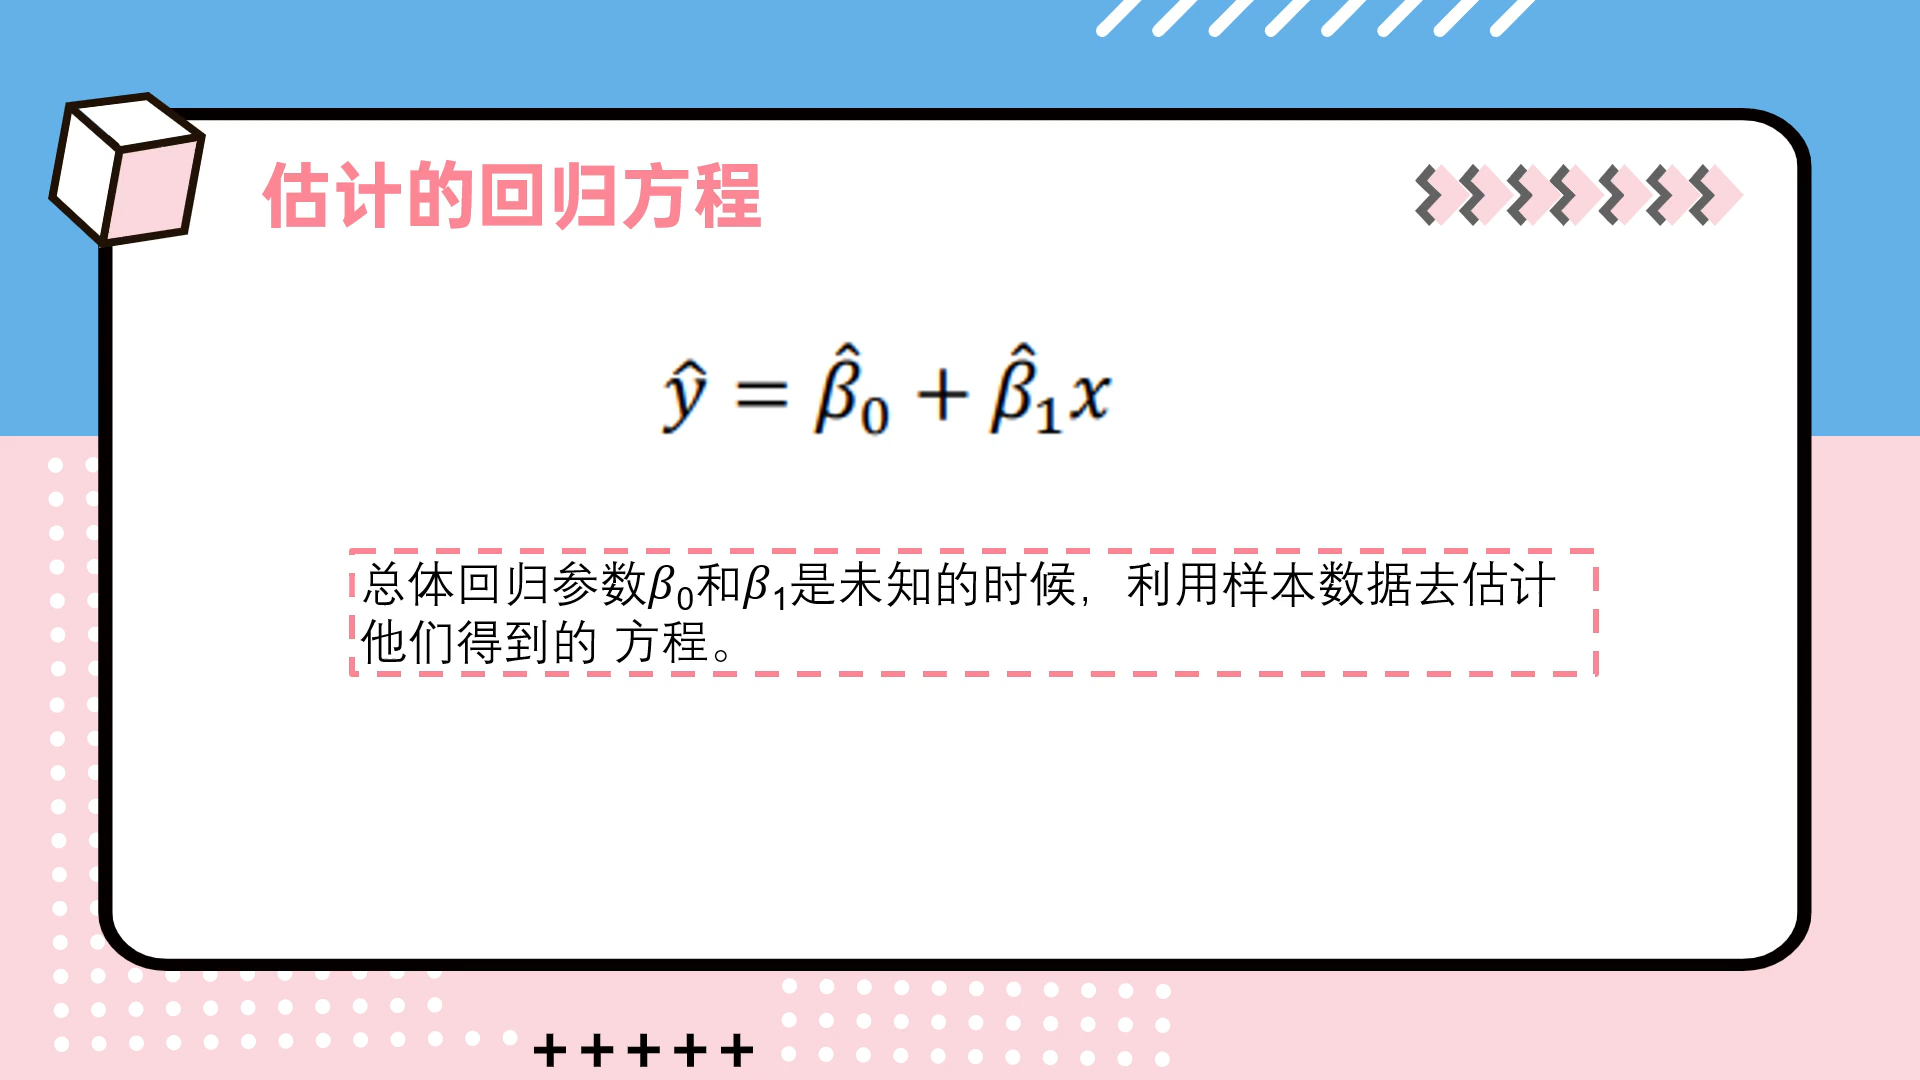 估计的回归方程
ŷ = β̂₀ + β̂₁x
总体回归参数β₀和β₁是未知的时候，利用样本数据去估计
他们得到的 方程。